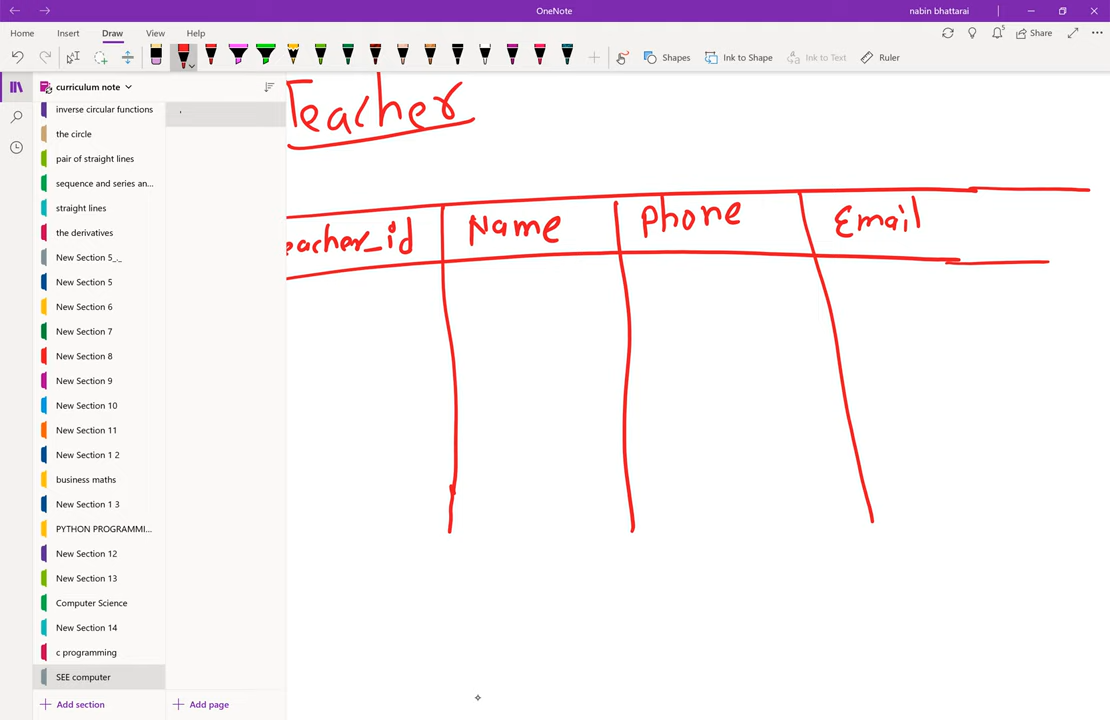 OneNote
nabin bhattarai
Home Insert Draw View Help
Share
Shapes Ink to Shape Ink to Text Ruler
curriculum note
inverse circular functions
the circle
pair of straight lines
sequence and series an...
straight lines
the derivatives
New Section 5_._
New Section 5
New Section 6
New Section 7
New Section 8
New Section 9
New Section 10
New Section 11
New Section 1 2
business maths
New Section 1 3
PYTHON PROGRAMMI...
New Section 12
New Section 13
Computer Science
New Section 14
c programming
SEE computer
Add section Add page
Teacher
eacher_id Name Phone Email